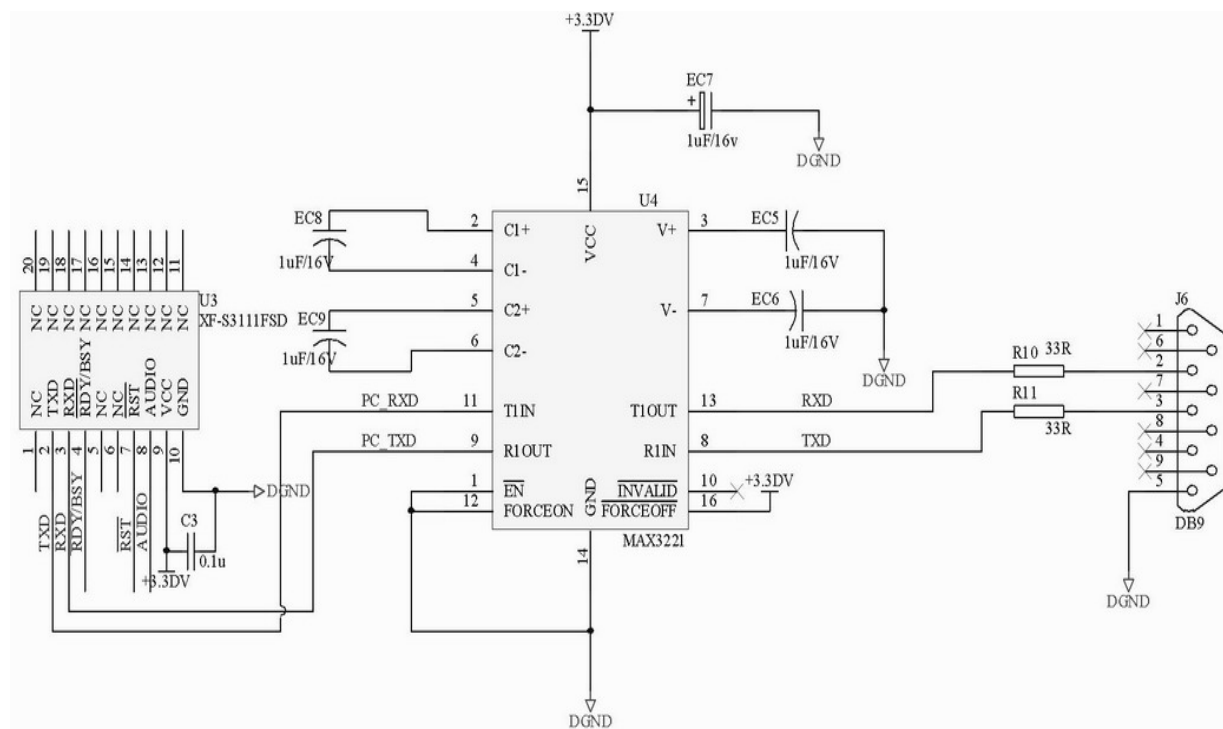 +3.3DV
EC7
+
1uF/16v
DGND
15
U4
VCC
EC8
1uF/16V
2
C1+
4
C1-
5
C2+
EC9
1uF/16V
6
C2-
3
V+
EC5
1uF/16V
7
V-
EC6
1uF/16V
DGND
20 19 18 17 16 15 14 13 12 11
NC NC NC NC NC NC NC NC NC NC
U3
XF-S3111FSD
NC TXD RXD RDY/BSY NC NC RST AUDIO VCC GND
1 2 3 4 5 6 7 8 9 10
TXD
RXD
RDY/BSY
RST
AUDIO
DGND
C3
0.1u
+3.3DV
PC_RXD
11
T1IN
PC_TXD
9
R1OUT
1
EN
12
FORCEON
GND
14
DGND
T1OUT
13
RXD
R1IN
8
TXD
INVALID
10
FORCEOFF
16
+3.3DV
MAX3221
R10
33R
R11
33R
J6
1
6
2
7
3
8
4
9
5
DB9
DGND